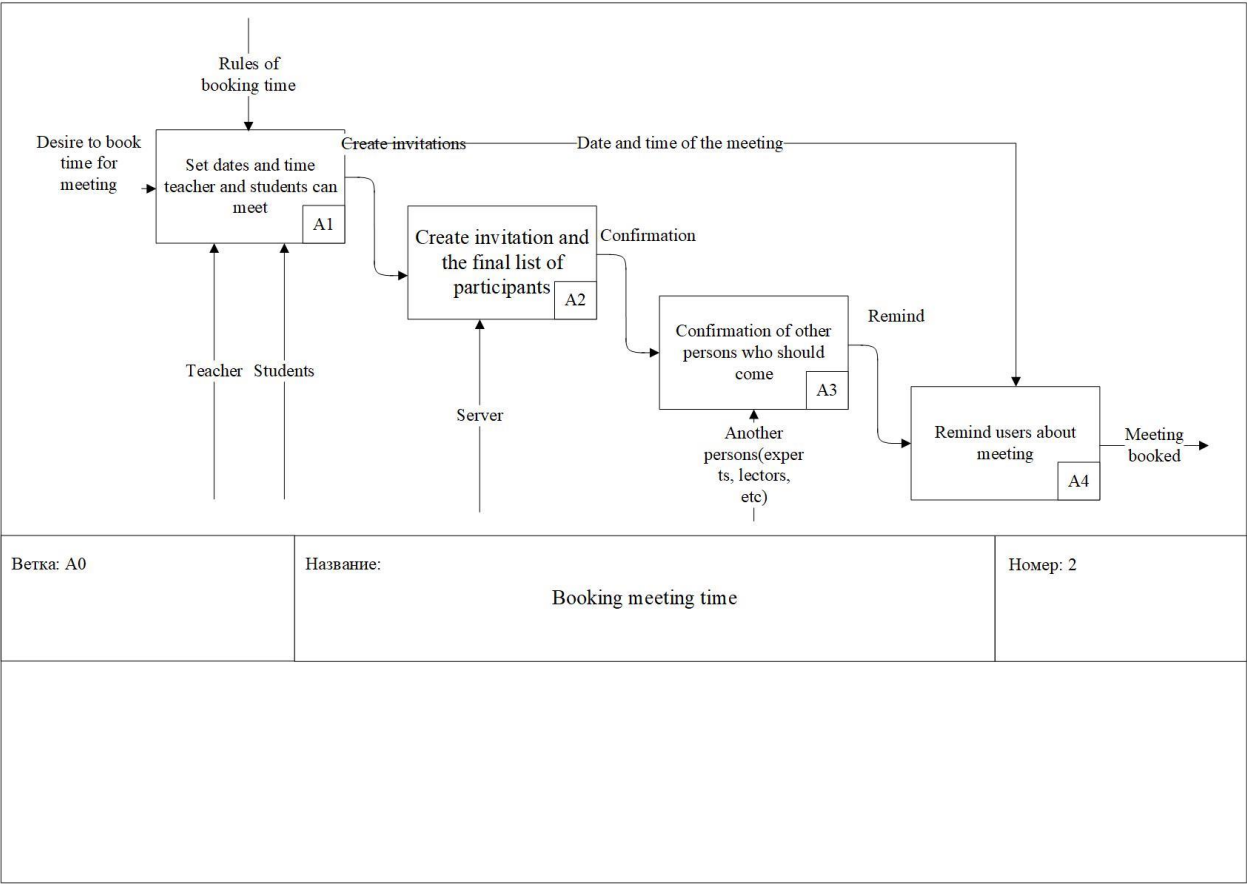 Rules of
booking time
Desire to book
time for
meeting
Set dates and time
teacher and students can
meet
A1
Create invitations
Date and time of the meeting
Create invitation and
the final list of
participants
A2
Confirmation
Confirmation of other
persons who should
come
A3
Remind
Remind users about
meeting
A4
Meeting
booked
Teacher
Students
Server
Another
persons(exper
ts, lectors,
etc)
Ветка: A0
Название:
Booking meeting time
Номер: 2